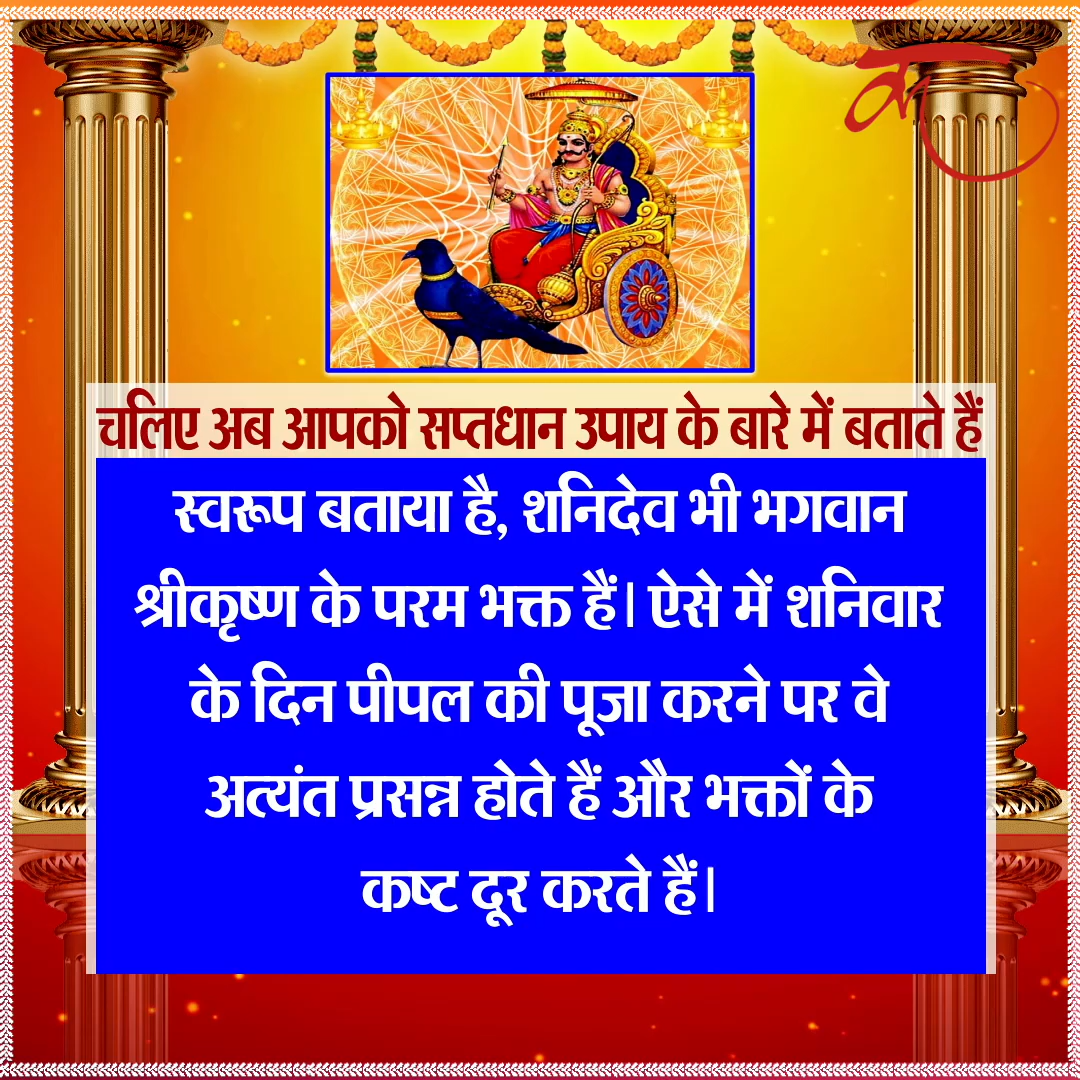 चलिए अब आपको सप्तधान उपाय के बारे में बताते हैं
स्वरूप बताया है, शनिदेव भी भगवान
श्रीकृष्ण के परम भक्त हैं। ऐसे में शनिवार
के दिन पीपल की पूजा करने पर वे
अत्यंत प्रसन्न होते हैं और भक्तों के
कष्ट दूर करते हैं।